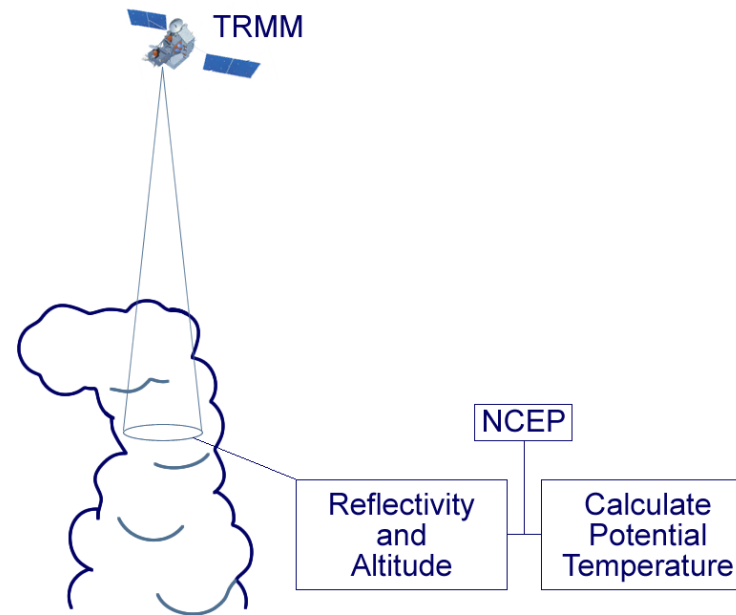 TRMM
NCEP
Reflectivity
and
Altitude
Calculate
Potential
Temperature